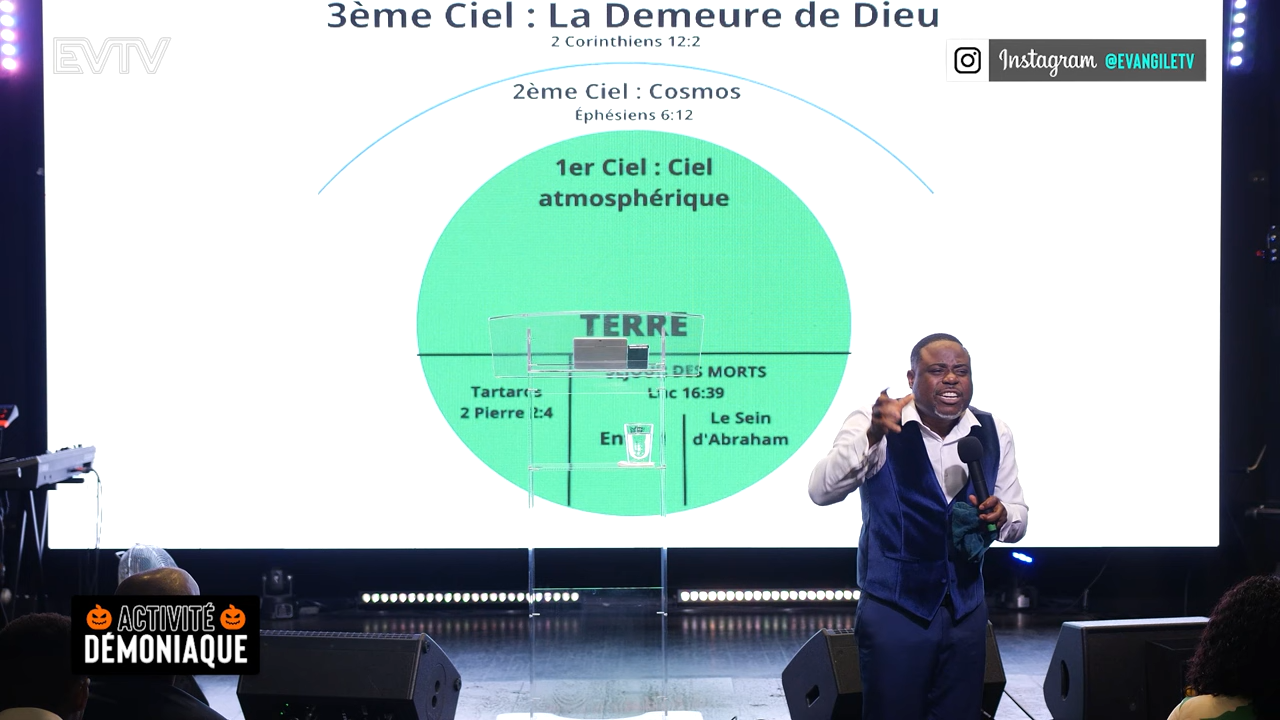 3ème Ciel : La Demeure de Dieu
2 Corinthiens 12:2
EVTV
Instagram @EVANGILETV
2ème Ciel : Cosmos
Éphésiens 6:12
1er Ciel : Ciel
atmosphérique
TERRE
SÉJOUR DES MORTS
Luc 16:39
Tartaros
2 Pierre 2:4
Le Sein
d'Abraham
ACTIVITÉ
DÉMONIAQUE